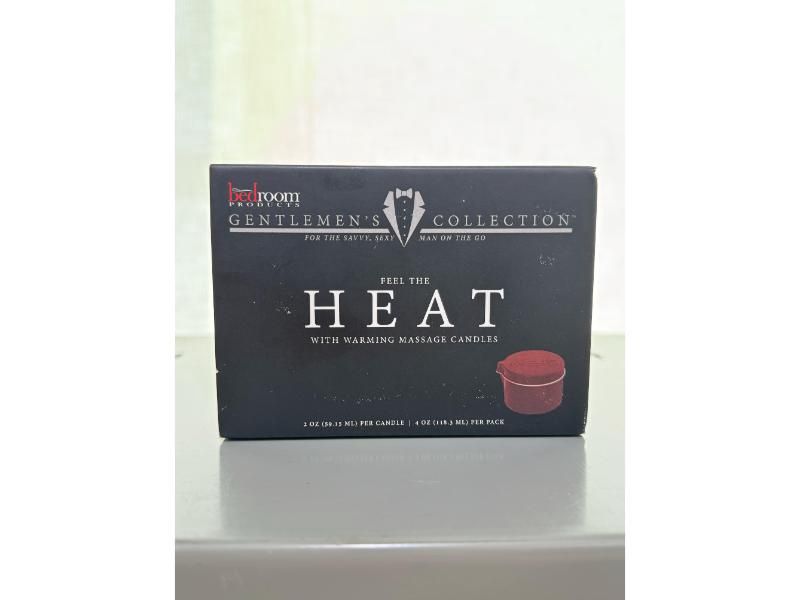 bedroom
PRODUCTS
GENTLEMEN'S COLLECTION™
FOR THE SAVVY, SEXY MAN ON THE GO
FEEL THE
HEAT
WITH WARMING MASSAGE CANDLES
2 OZ (59.15 ML) PER CANDLE | 4 OZ (118.3 ML) PER PACK